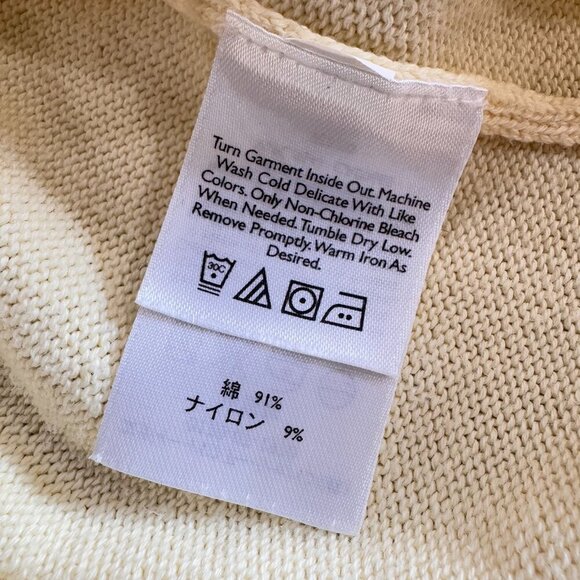 Turn Garment Inside Out. Machine
Wash Cold Delicate With Like
Colors. Only Non-Chlorine Bleach
When Needed. Tumble Dry Low.
Remove Promptly. Warm Iron As
Desired.
30C
綿 91%
ナイロン 9%